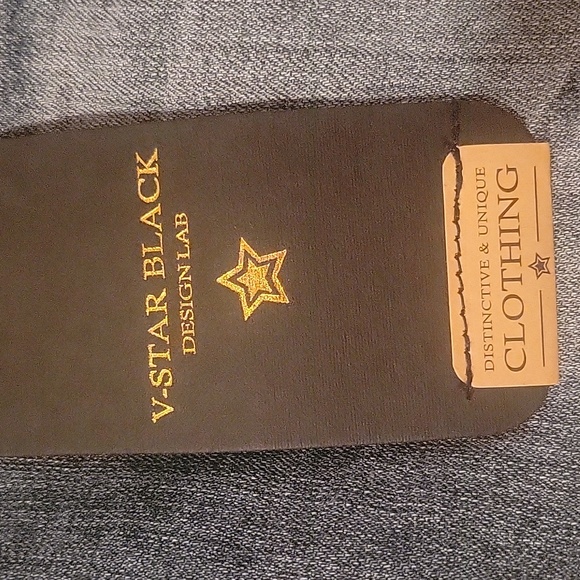 V-STAR BLACK
DESIGN LAB
DISTINCTIVE & UNIQUE
CLOTHING